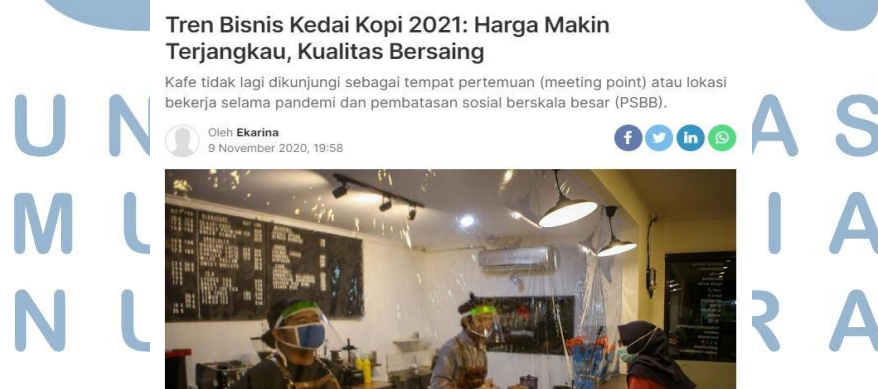 Tren Bisnis Kedai Kopi 2021: Harga Makin
Terjangkau, Kualitas Bersaing
Kafe tidak lagi dikunjungi sebagai tempat pertemuan (meeting point) atau lokasi
bekerja selama pandemi dan pembatasan sosial berskala besar (PSBB).
Oleh Ekarina
9 November 2020, 19:58
U N A S
M U I A
N U R A